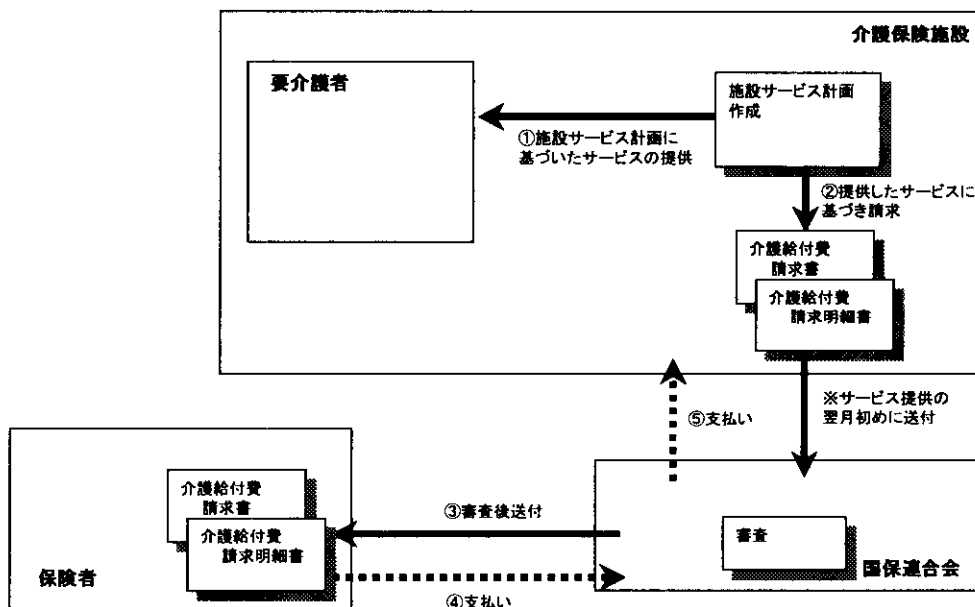 介護保険施設
要介護者
施設サービス計画
作成
①施設サービス計画に
基づいたサービスの提供
②提供したサービスに
基づき請求
介護給付費
請求書
介護給付費
請求明細書
※サービス提供の
翌月初めに送付
⑤支払い
介護給付費
請求書
介護給付費
請求明細書
保険者
③審査後送付
④支払い
審査
国保連合会